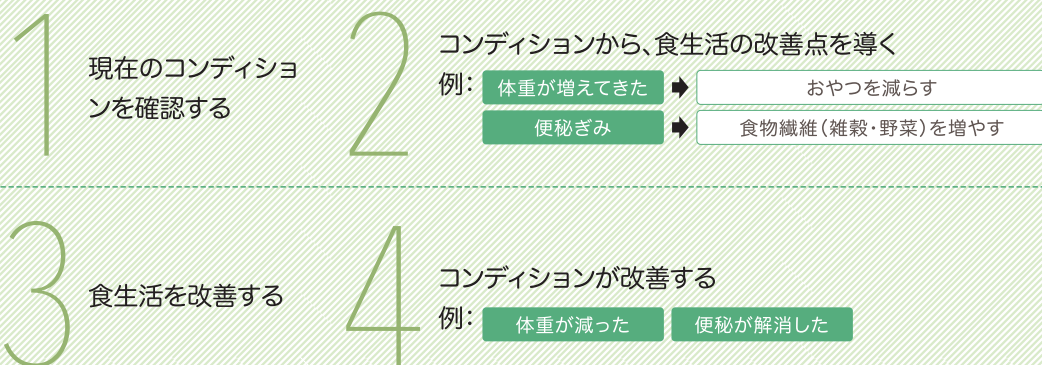 1
現在のコンディショ
ンを確認する
2
コンディションから、食生活の改善点を導く
例： 体重が増えてきた ➡ おやつを減らす
便秘ぎみ ➡ 食物繊維（雑穀・野菜）を増やす
3
食生活を改善する
4
コンディションが改善する
例： 体重が減った 便秘が解消した